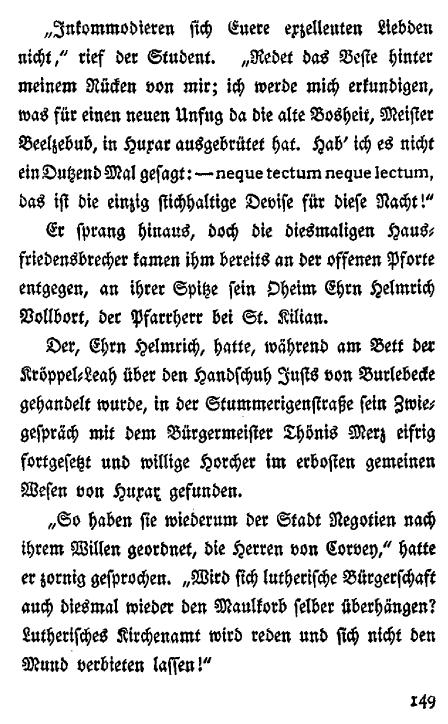 „Inkommodieren sich Euere exzellenten Liebden
nicht,“ rief der Student. „Redet das Beste hinter
meinem Rücken von mir; ich werde mich erkundigen,
was für einen neuen Unfug da die alte Bosheit, Meister
Beelzebub, in Huxar ausgebrütet hat. Hab’ ich es nicht
ein Dutzend Mal gesagt: — neque tectum neque lectum,
das ist die einzig stichhaltige Devise für diese Nacht!“
Er sprang hinaus, doch die diesmaligen Haus-
friedensbrecher kamen ihm bereits an der offenen Pforte
entgegen, an ihrer Spitze sein Oheim Ehrn Helmrich
Vollbort, der Pfarrherr bei St. Kilian.
Der, Ehrn Helmrich, hatte, während am Bett der
Kröppel-Leah über den Handschuh Justs von Burlebecke
gehandelt wurde, in der Stummerigenstraße sein Zwie-
gespräch mit dem Bürgermeister Thönis Merz eifrig
fortgesetzt und willige Horcher im erbosten gemeinen
Wesen von Huxar gefunden.
„So haben sie wiederum der Stadt Negotien nach
ihrem Willen geordnet, die Herren von Corvey,“ hatte
er zornig gesprochen. „Wird sich lutherische Bürgerschaft
auch diesmal wieder den Maulkorb selber überhängen?
Lutherisches Kirchenamt wird reden und sich nicht den
Mund verbieten lassen!“
149